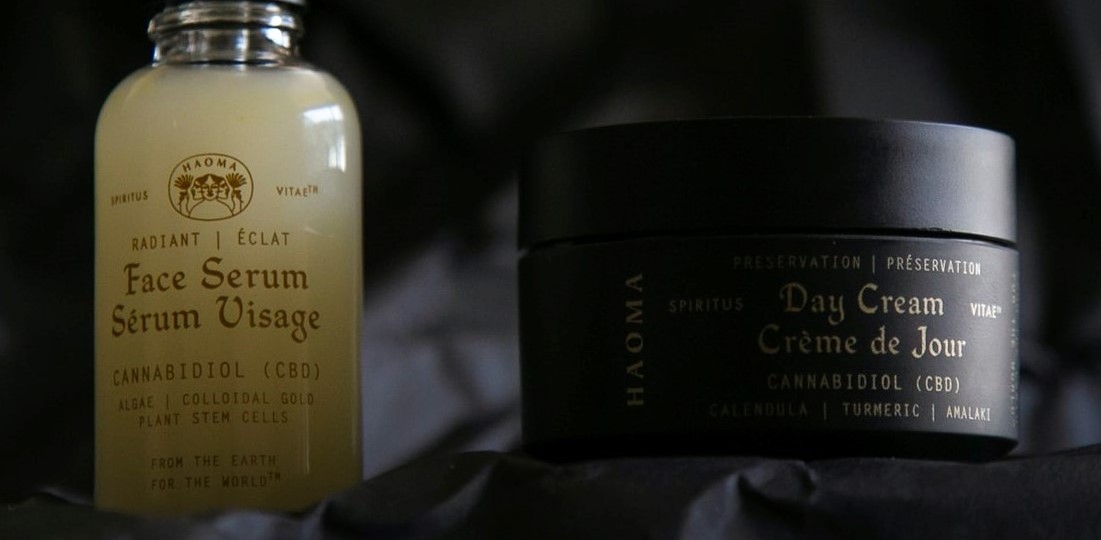 HAOMA
SPIRITUS VITAE™
RADIANT | ÉCLAT
Face Serum
Sérum Visage
CANNABIDIOL (CBD)
ALGAE | COLLOIDAL GOLD
PLANT STEM CELLS
FROM THE EARTH
FOR THE WORLD™
HAOMA
PRESERVATION | PRÉSERVATION
SPIRITUS Day Cream VITAE™
Crème de Jour
CANNABIDIOL (CBD)
CALENDULA | TURMERIC | AMALAKI